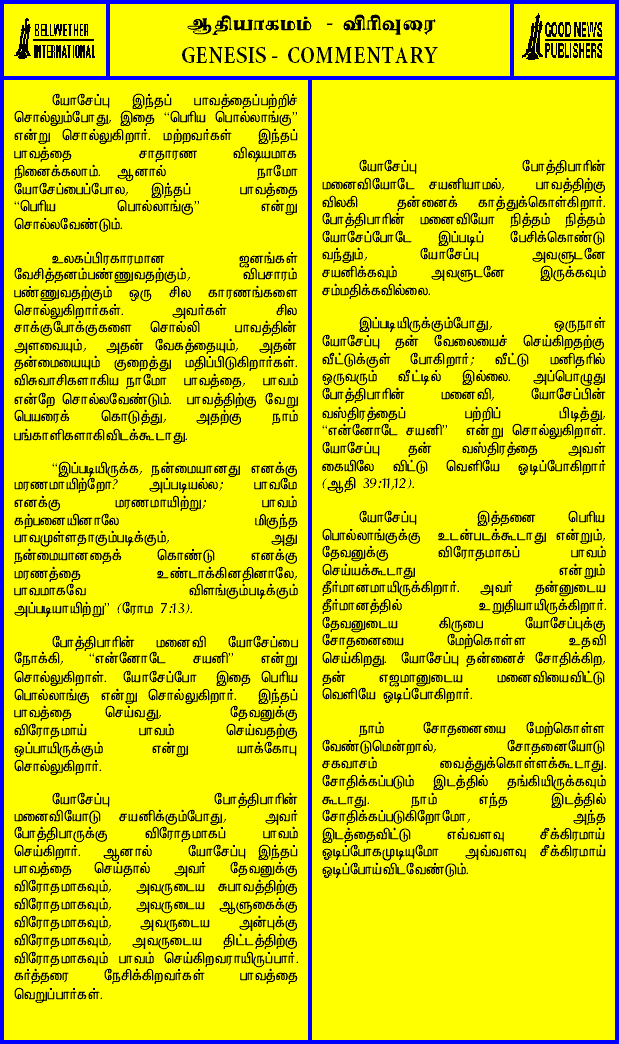 BELLWETHER
INTERNATIONAL
ஆதியாகமம் - விரிவுரை
GENESIS - COMMENTARY
GOOD NEWS
PUBLISHERS
யோசேப்பு இந்தப் பாவத்தைப்பற்றிச்
சொல்லும்போது, இதை “பெரிய பொல்லாங்கு”
என்று சொல்லுகிறார். மற்றவர்கள் இந்தப்
பாவத்தை சாதாரண விஷயமாக
நினைக்கலாம். ஆனால் நாமோ
யோசேப்பைப்போல, இந்தப் பாவத்தை
“பெரிய பொல்லாங்கு” என்று
சொல்லவேண்டும்.
உலகப்பிரகாரமான ஜனங்கள்
வேசித்தனம்பண்ணுவதற்கும், விபசாரம்
பண்ணுவதற்கும் ஒரு சில காரணங்களை
சொல்லுகிறார்கள். அவர்கள் சில
சாக்குபோக்குகளை சொல்லி பாவத்தின்
அளவையும், அதன் வேகத்தையும், அதன்
தன்மையையும் குறைத்து மதிப்பிடுகிறார்கள்.
விசுவாசிகளாகிய நாமோ பாவத்தை, பாவம்
என்றே சொல்லவேண்டும். பாவத்திற்கு வேறு
பெயரைக் கொடுத்து, அதற்கு நாம்
பங்காளிகளாகிவிடக்கூடாது.
“இப்படியிருக்க, நன்மையானது எனக்கு
மரணமாயிற்றோ? அப்படியல்ல; பாவமே
எனக்கு மரணமாயிற்று; பாவம்
கற்பனையினாலே மிகுந்த
பாவமுள்ளதாகும்படிக்கும், அது
நன்மையானதைக் கொண்டு எனக்கு
மரணத்தை உண்டாக்கினதினாலே,
பாவமாகவே விளங்கும்படிக்கும்
அப்படியாயிற்று” (ரோம 7:13).
போத்திபாரின் மனைவி யோசேப்பை
நோக்கி, “என்னோடே சயனி” என்று
சொல்லுகிறாள். யோசேப்போ இதை பெரிய
பொல்லாங்கு என்று சொல்லுகிறார். இந்தப்
பாவத்தை செய்வது, தேவனுக்கு
விரோதமாய் பாவம் செய்வதற்கு
ஒப்பாயிருக்கும் என்று யாக்கோபு
சொல்லுகிறார்.
யோசேப்பு போத்திபாரின்
மனைவியோடு சயனிக்கும்போது, அவர்
போத்திபாருக்கு விரோதமாகப் பாவம்
செய்கிறார். ஆனால் யோசேப்பு இந்தப்
பாவத்தை செய்தால் அவர் தேவனுக்கு
விரோதமாகவும், அவருடைய சுபாவத்திற்கு
விரோதமாகவும், அவருடைய ஆளுகைக்கு
விரோதமாகவும், அவருடைய அன்புக்கு
விரோதமாகவும், அவருடைய திட்டத்திற்கு
விரோதமாகவும் பாவம் செய்கிறவராயிருப்பார்.
கர்த்தரை நேசிக்கிறவர்கள் பாவத்தை
வெறுப்பார்கள்.
யோசேப்பு போத்திபாரின்
மனைவியோடே சயனியாமல், பாவத்திற்கு
விலகி தன்னைக் காத்துக்கொள்கிறார்.
போத்திபாரின் மனைவியோ நித்தம் நித்தம்
யோசேப்போடே இப்படிப் பேசிக்கொண்டு
வந்தும், யோசேப்பு அவளுடனே
சயனிக்கவும் அவளுடனே இருக்கவும்
சம்மதிக்கவில்லை.
இப்படியிருக்கும்போது, ஒருநாள்
யோசேப்பு தன் வேலையைச் செய்கிறதற்கு
வீட்டுக்குள் போகிறார்; வீட்டு மனிதரில்
ஒருவரும் வீட்டில் இல்லை. அப்பொழுது
போத்திபாரின் மனைவி, யோசேப்பின்
வஸ்திரத்தைப் பற்றிப் பிடித்து,
“என்னோடே சயனி” என்று சொல்லுகிறாள்.
யோசேப்பு தன் வஸ்திரத்தை அவள்
கையிலே விட்டு வெளியே ஓடிப்போகிறார்
(ஆதி 39:11,12).
யோசேப்பு இத்தனை பெரிய
பொல்லாங்குக்கு உடன்படக்கூடாது என்றும்,
தேவனுக்கு விரோதமாகப் பாவம்
செய்யக்கூடாது என்றும்
தீர்மானமாயிருக்கிறார். அவர் தன்னுடைய
தீர்மானத்தில் உறுதியாயிருக்கிறார்.
தேவனுடைய கிருபை யோசேப்புக்கு
சோதனையை மேற்கொள்ள உதவி
செய்கிறது. யோசேப்பு தன்னைச் சோதிக்கிற,
தன் எஜமானுடைய மனைவியைவிட்டு
வெளியே ஓடிப்போகிறார்.
நாம் சோதனையை மேற்கொள்ள
வேண்டுமென்றால், சோதனையோடு
சகவாசம் வைத்துக்கொள்ளக்கூடாது.
சோதிக்கப்படும் இடத்தில் தங்கியிருக்கவும்
கூடாது. நாம் எந்த இடத்தில்
சோதிக்கப்படுகிறோமோ, அந்த
இடத்தைவிட்டு எவ்வளவு சீக்கிரமாய்
ஓடிப்போகமுடியுமோ அவ்வளவு சீக்கிரமாய்
ஓடிப்போய்விடவேண்டும்.